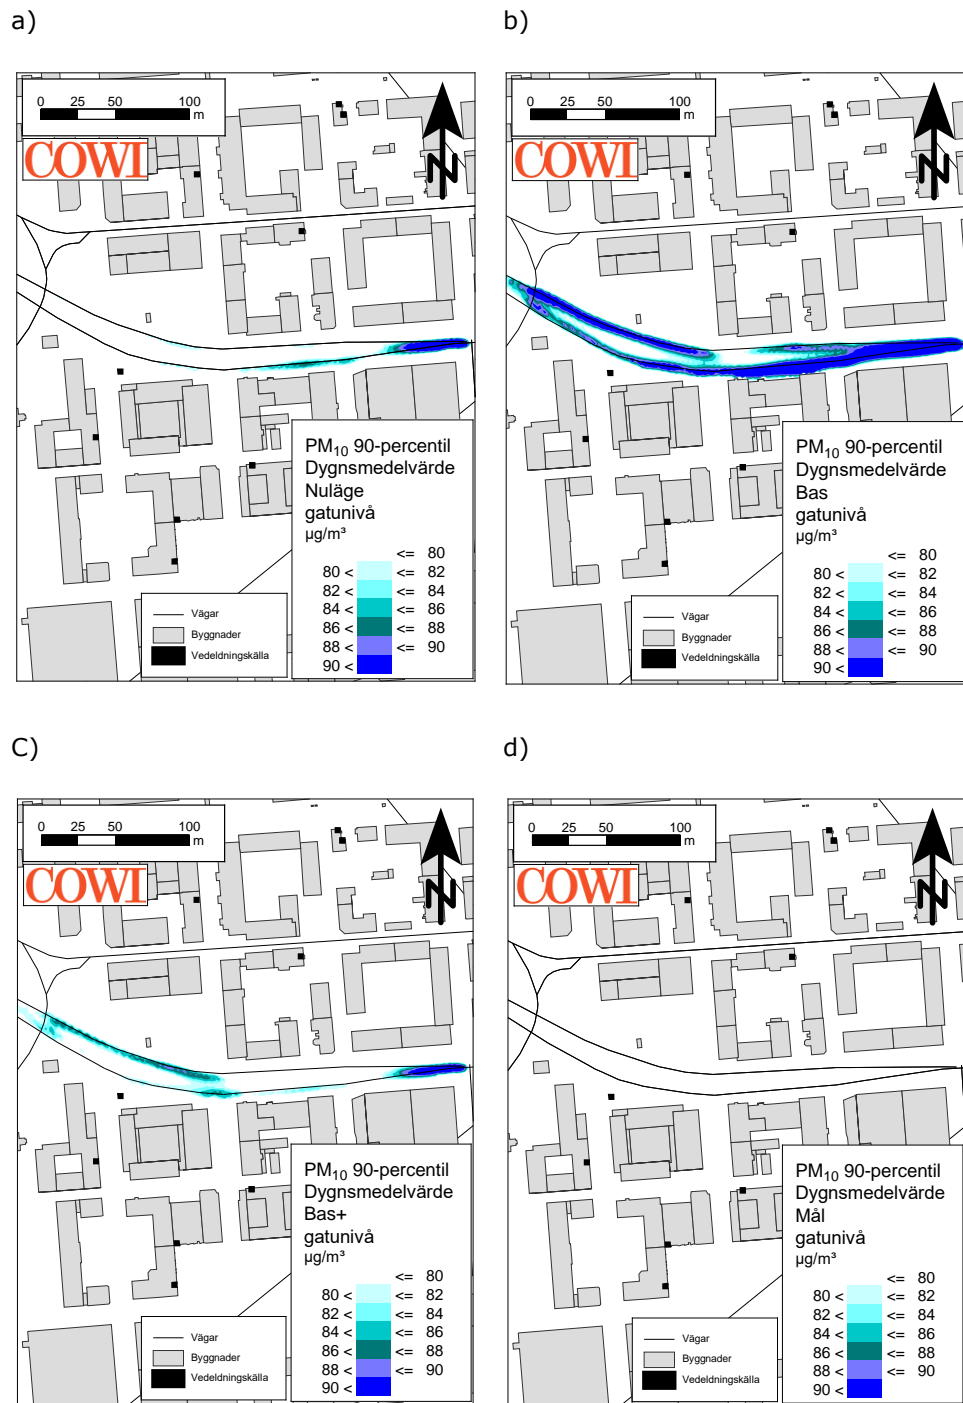 a)
0 25 50 100
m
COWI
N
PM₁₀ 90-percentil
Dygnsmedelvärde
Nuläge
gatunivå
µg/m³
<= 80
80 < <= 82
82 < <= 84
84 < <= 86
86 < <= 88
88 < <= 90
90 <
Vägar
Byggnader
Vedeldningskälla
b)
0 25 50 100
m
COWI
N
PM₁₀ 90-percentil
Dygnsmedelvärde
Bas
gatunivå
µg/m³
<= 80
80 < <= 82
82 < <= 84
84 < <= 86
86 < <= 88
88 < <= 90
90 <
Vägar
Byggnader
Vedeldningskälla
C)
0 25 50 100
m
COWI
N
PM₁₀ 90-percentil
Dygnsmedelvärde
Bas+
gatunivå
µg/m³
<= 80
80 < <= 82
82 < <= 84
84 < <= 86
86 < <= 88
88 < <= 90
90 <
Vägar
Byggnader
Vedeldningskälla
d)
0 25 50 100
m
COWI
N
PM₁₀ 90-percentil
Dygnsmedelvärde
Mål
gatunivå
µg/m³
<= 80
80 < <= 82
82 < <= 84
84 < <= 86
86 < <= 88
88 < <= 90
90 <
Vägar
Byggnader
Vedeldningskälla